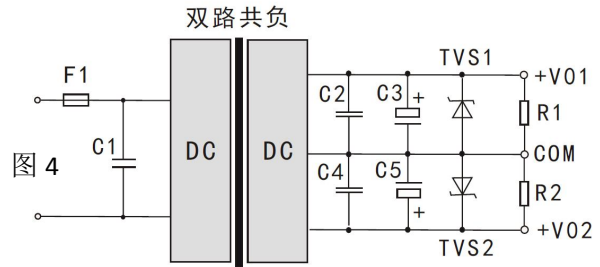 双路共负
F1
C1
图 4
DC
DC
C2
C3
+
TVS1
+VO1
R1
COM
C4
C5
+
TVS2
R2
+VO2